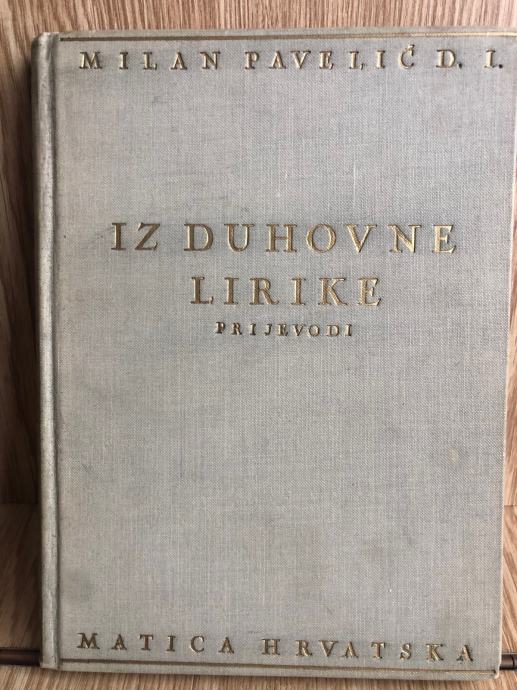 MILAN PAVELIĆ D. I.
IZ DUHOVNE
LIRIKE
PRIJEVODI
MATICA HRVATSKA